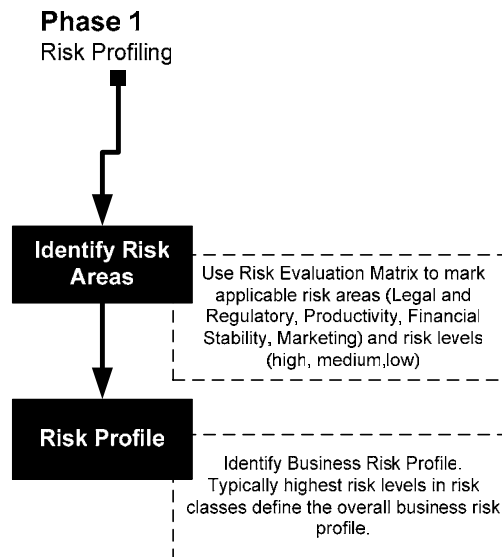 Phase 1
Risk Profiling
Identify Risk
Areas
Use Risk Evaluation Matrix to mark
applicable risk areas (Legal and
Regulatory, Productivity, Financial
Stability, Marketing) and risk levels
(high, medium,low)
Risk Profile
Identify Business Risk Profile.
Typically highest risk levels in risk
classes define the overall business risk
profile.